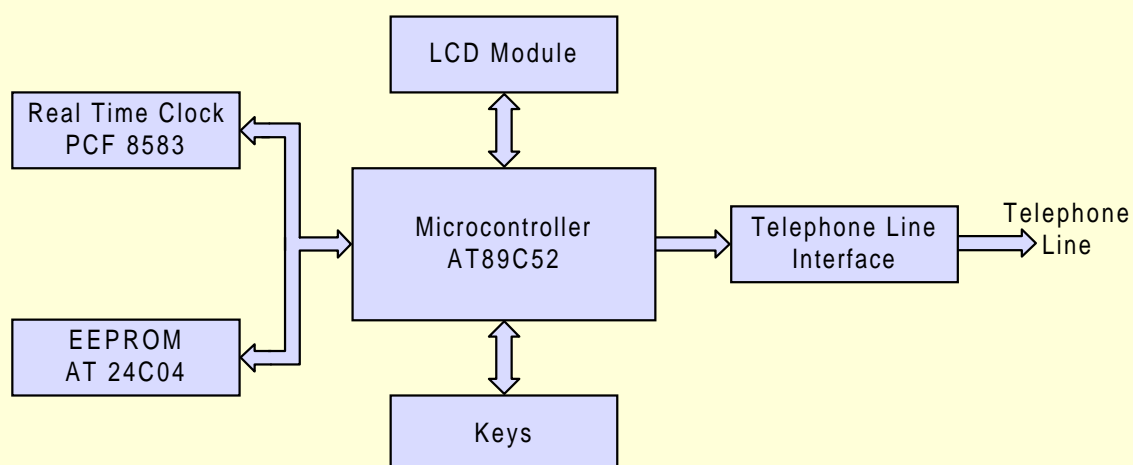 LCD Module
Real Time Clock
PCF 8583
Microcontroller
AT89C52
Telephone Line
Interface
Telephone
Line
EEPROM
AT 24C04
Keys